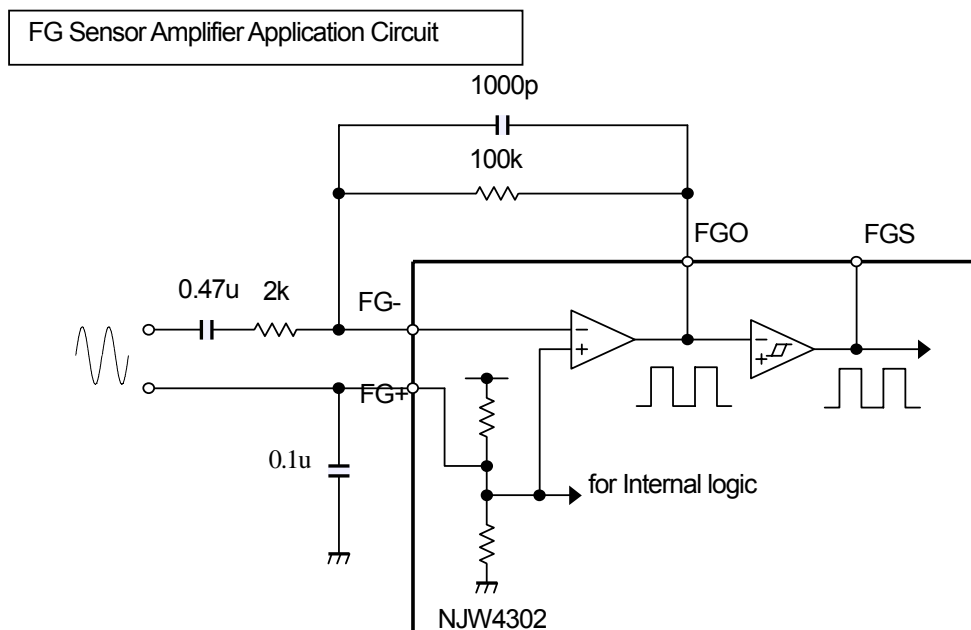 FG Sensor Amplifier Application Circuit
1000p
100k
FGO
FGS
0.47u
2k
FG-
FG+
0.1u
for Internal logic
NJW4302